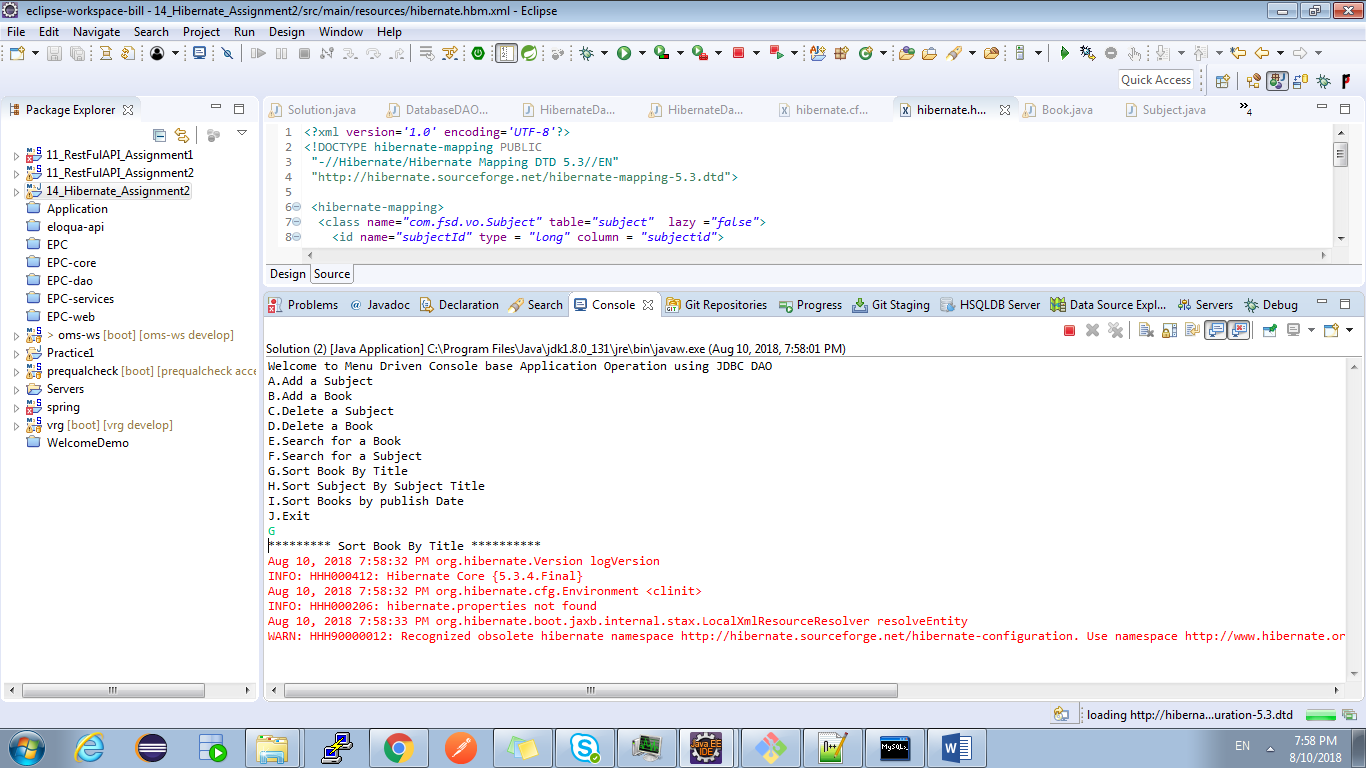 eclipse-workspace-bill - 14_Hibernate_Assignment2/src/main/resources/hibernate.hbm.xml - Eclipse
File Edit Navigate Search Project Run Design Window Help
Quick Access
Package Explorer
11_RestFulAPI_Assignment1
11_RestFulAPI_Assignment2
14_Hibernate_Assignment2
Application
eloqua-api
EPC
EPC-core
EPC-dao
EPC-services
EPC-web
> oms-ws [boot] [oms-ws develop]
Practice1
prequalcheck [boot] [prequalcheck acce
Servers
spring
vrg [boot] [vrg develop]
WelcomeDemo
Solution.java DatabaseDAO... HibernateDa... HibernateDa... hibernate.cf... hibernate.h... Book.java Subject.java »4
1 <?xml version='1.0' encoding='UTF-8'?>
2 <!DOCTYPE hibernate-mapping PUBLIC
3 "-//Hibernate/Hibernate Mapping DTD 5.3//EN"
4 "http://hibernate.sourceforge.net/hibernate-mapping-5.3.dtd">
5
6 <hibernate-mapping>
7 <class name="com.fsd.vo.Subject" table="subject" lazy ="false">
8 <id name="subjectId" type = "long" column = "subjectid">
Design Source
Problems @ Javadoc Declaration Search Console Git Repositories Progress Git Staging HSQLDB Server Data Source Expl... Servers Debug
Solution (2) [Java Application] C:\Program Files\Java\jdk1.8.0_131\jre\bin\javaw.exe (Aug 10, 2018, 7:58:01 PM)
Welcome to Menu Driven Console base Application Operation using JDBC DAO
A.Add a Subject
B.Add a Book
C.Delete a Subject
D.Delete a Book
E.Search for a Book
F.Search for a Subject
G.Sort Book By Title
H.Sort Subject By Subject Title
I.Sort Books by publish Date
J.Exit
G
********* Sort Book By Title **********
Aug 10, 2018 7:58:32 PM org.hibernate.Version logVersion
INFO: HHH000412: Hibernate Core {5.3.4.Final}
Aug 10, 2018 7:58:32 PM org.hibernate.cfg.Environment <clinit>
INFO: HHH000206: hibernate.properties not found
Aug 10, 2018 7:58:33 PM org.hibernate.boot.jaxb.internal.stax.LocalXmlResourceResolver resolveEntity
WARN: HHH90000012: Recognized obsolete hibernate namespace http://hibernate.sourceforge.net/hibernate-configuration. Use namespace http://www.hibernate.or
loading http://hiberna...uration-5.3.dtd
EN
7:58 PM
8/10/2018